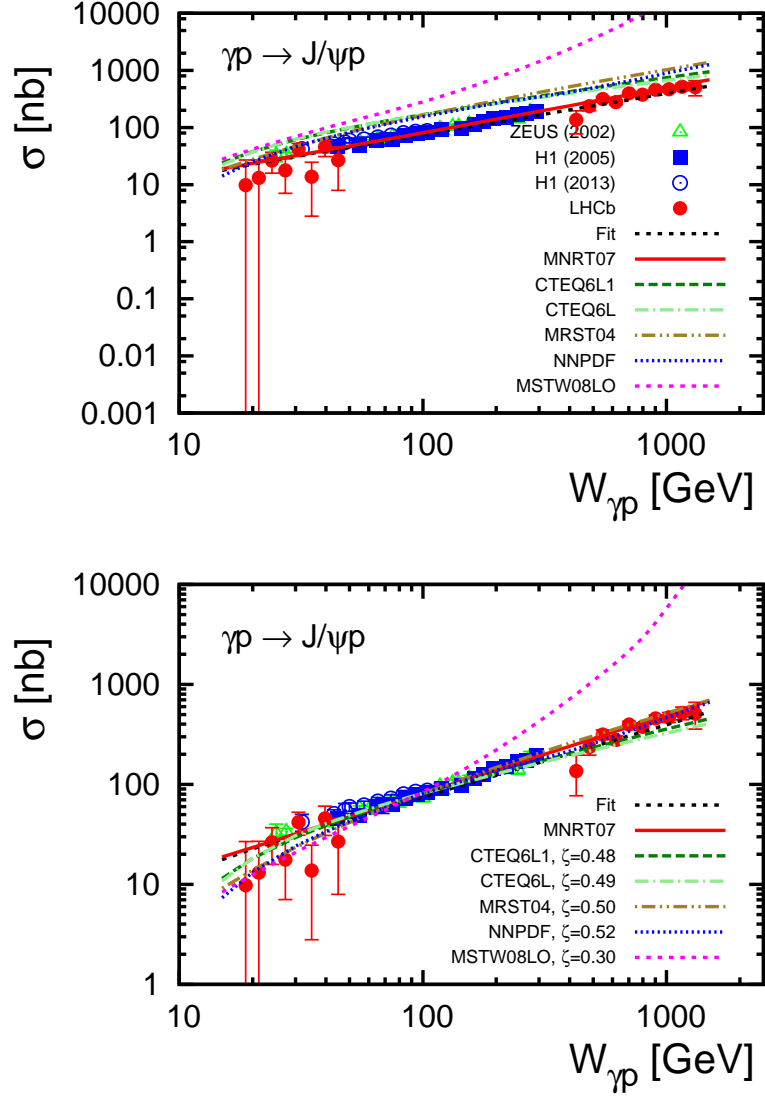 10000
1000
100
10
1
0.1
0.01
0.001
σ [nb]
γp → J/ψp
ZEUS (2002)
H1 (2005)
H1 (2013)
LHCb
Fit
MNRT07
CTEQ6L1
CTEQ6L
MRST04
NNPDF
MSTW08LO
10 100 1000
Wγp [GeV]
10000
1000
100
10
1
σ [nb]
γp → J/ψp
Fit
MNRT07
CTEQ6L1, ζ=0.48
CTEQ6L, ζ=0.49
MRST04, ζ=0.50
NNPDF, ζ=0.52
MSTW08LO, ζ=0.30
10 100 1000
Wγp [GeV]